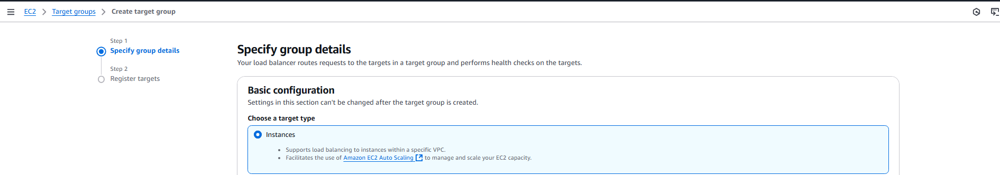 EC2 > Target groups > Create target group
Step 1
Specify group details
Step 2
Register targets
Specify group details
Your load balancer routes requests to the targets in a target group and performs health checks on the targets.
Basic configuration
Settings in this section can't be changed after the target group is created.
Choose a target type
Instances
• Supports load balancing to instances within a specific VPC.
• Facilitates the use of Amazon EC2 Auto Scaling to manage and scale your EC2 capacity.